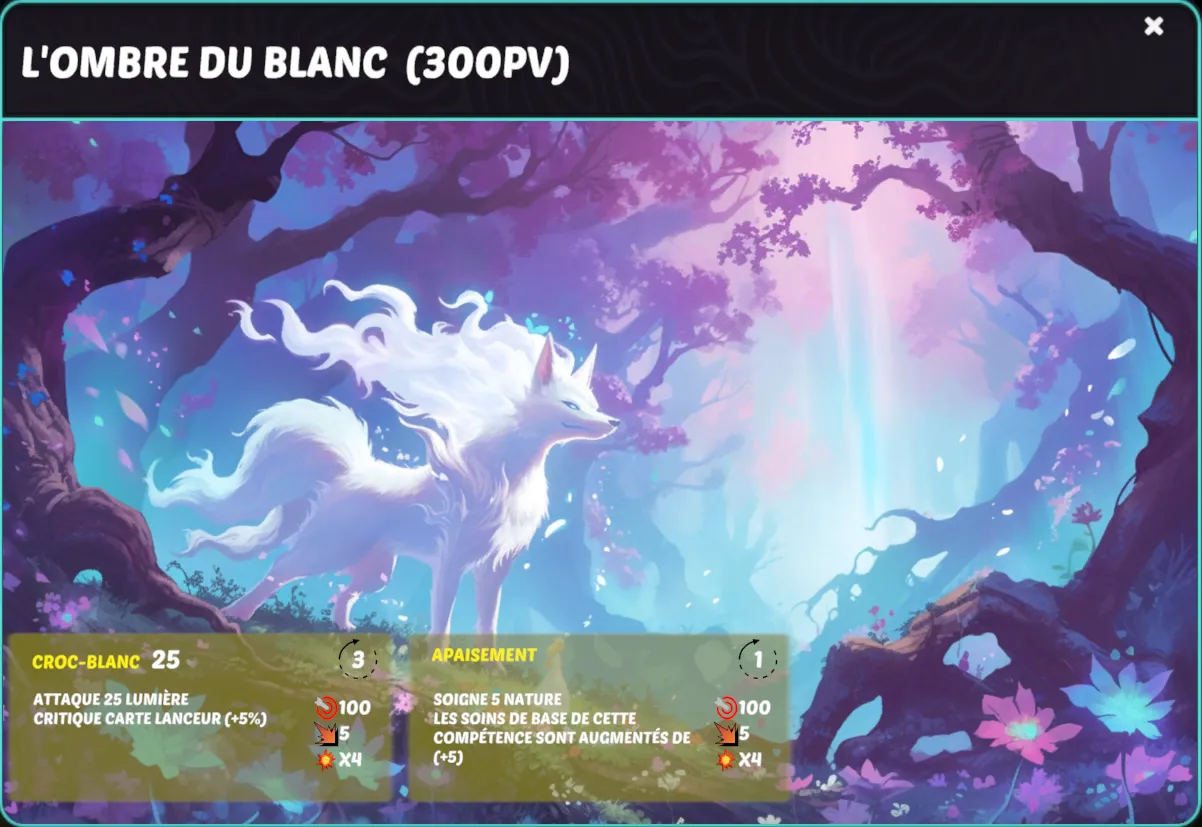 L'OMBRE DU BLANC (300PV)
CROC-BLANC 25
3
ATTAQUE 25 LUMIÈRE
CRITIQUE CARTE LANCEUR (+5%)
100
5
X4
APAISEMENT
1
SOIGNE 5 NATURE
LES SOINS DE BASE DE CETTE
COMPÉTENCE SONT AUGMENTÉS DE
(+5)
100
5
X4